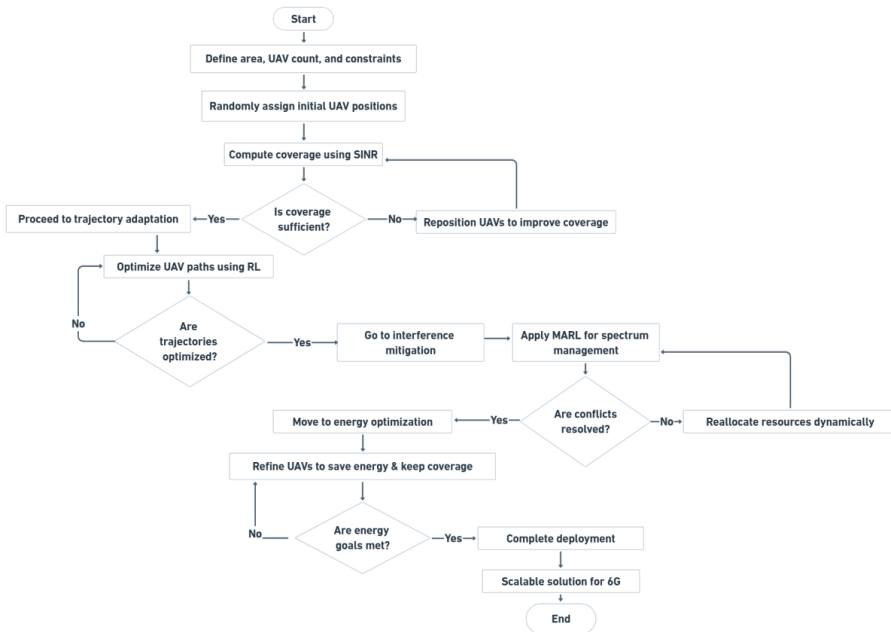 Start
Define area, UAV count, and constraints
Randomly assign initial UAV positions
Compute coverage using SINR
Is coverage
sufficient?
Yes
No
Proceed to trajectory adaptation
Reposition UAVs to improve coverage
Optimize UAV paths using RL
No
Are
trajectories
optimized?
Yes
Go to interference
mitigation
Apply MARL for spectrum
management
Are conflicts
resolved?
Yes
No
Move to energy optimization
Reallocate resources dynamically
Refine UAVs to save energy & keep coverage
No
Are energy
goals met?
Yes
Complete deployment
Scalable solution for 6G
End